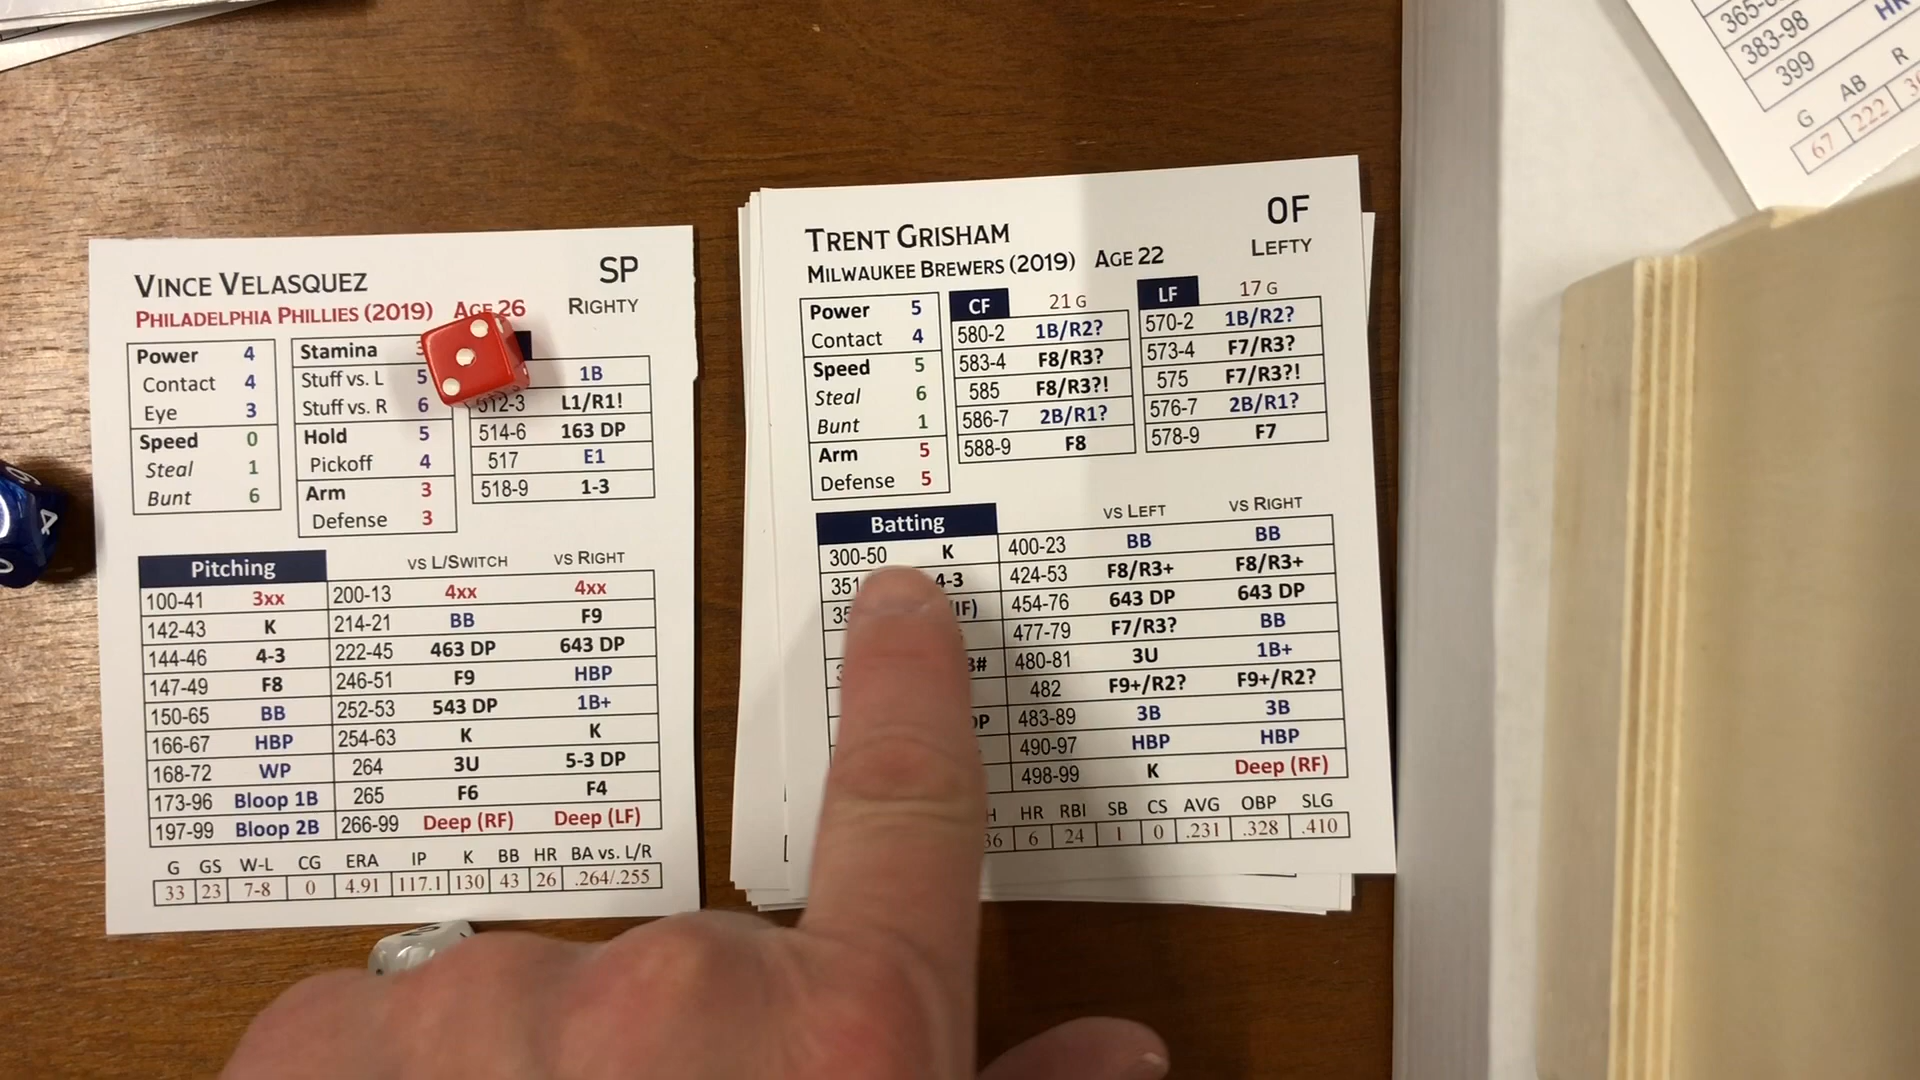 VINCE VELASQUEZ
SP
PHILADELPHIA PHILLIES (2019) AGE 26
RIGHTY
Power 4
Contact 4
Eye 3
Speed 0
Steal 1
Bunt 6
Stamina
Stuff vs. L 5
Stuff vs. R 6
Hold 5
Pickoff 4
Arm 3
Defense 3
1B
512-3 L1/R1!
514-6 163 DP
517 E1
518-9 1-3
Pitching
100-41 3xx
142-43 K
144-46 4-3
147-49 F8
150-65 BB
166-67 HBP
168-72 WP
173-96 Bloop 1B
197-99 Bloop 2B
VS L/SWITCH VS RIGHT
200-13 4xx 4xx
214-21 BB F9
222-45 463 DP 643 DP
246-51 F9 HBP
252-53 543 DP 1B+
254-63 K K
264 3U 5-3 DP
265 F6 F4
266-99 Deep (RF) Deep (LF)
G GS W-L CG ERA IP K BB HR BA vs. L/R
33 23 7-8 0 4.91 117.1 130 43 26 .264/.255
TRENT GRISHAM
OF
MILWAUKEE BREWERS (2019) AGE 22
LEFTY
Power 5
Contact 4
Speed 5
Steal 6
Bunt 1
Arm 5
Defense 5
CF 21 G
580-2 1B/R2?
583-4 F8/R3?
585 F8/R3?!
586-7 2B/R1?
588-9 F8
LF 17 G
570-2 1B/R2?
573-4 F7/R3?
575 F7/R3?!
576-7 2B/R1?
578-9 F7
Batting
300-50 K
351 4-3
VS LEFT VS RIGHT
400-23 BB BB
424-53 F8/R3+ F8/R3+
454-76 643 DP 643 DP
477-79 F7/R3? BB
480-81 3U 1B+
482 F9+/R2? F9+/R2?
483-89 3B 3B
490-97 HBP HBP
498-99 K Deep (RF)
H HR RBI SB CS AVG OBP SLG
36 6 24 1 0 .231 .328 .410
383-98 HR
399
G AB R
67 222
4